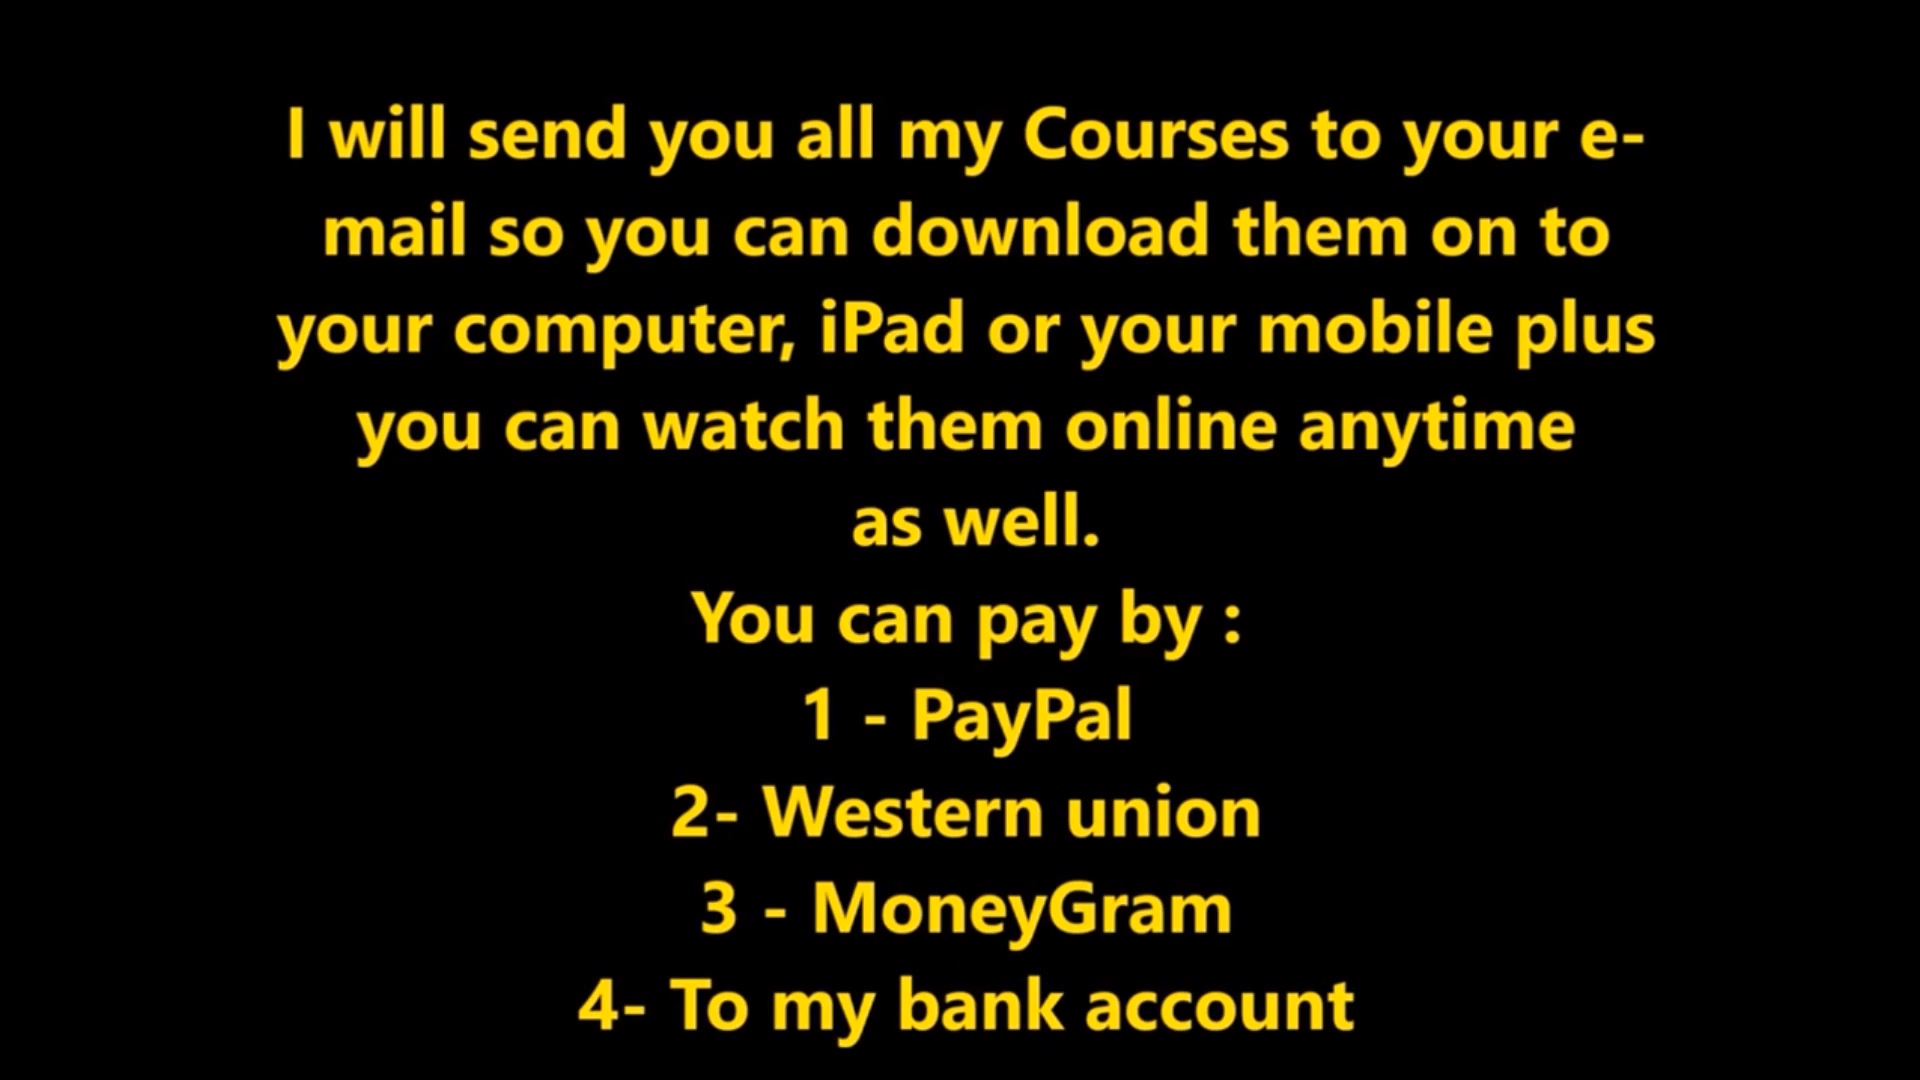 I will send you all my Courses to your e-
mail so you can download them on to
your computer, iPad or your mobile plus
you can watch them online anytime
as well.
You can pay by :
1 - PayPal
2- Western union
3 - MoneyGram
4- To my bank account